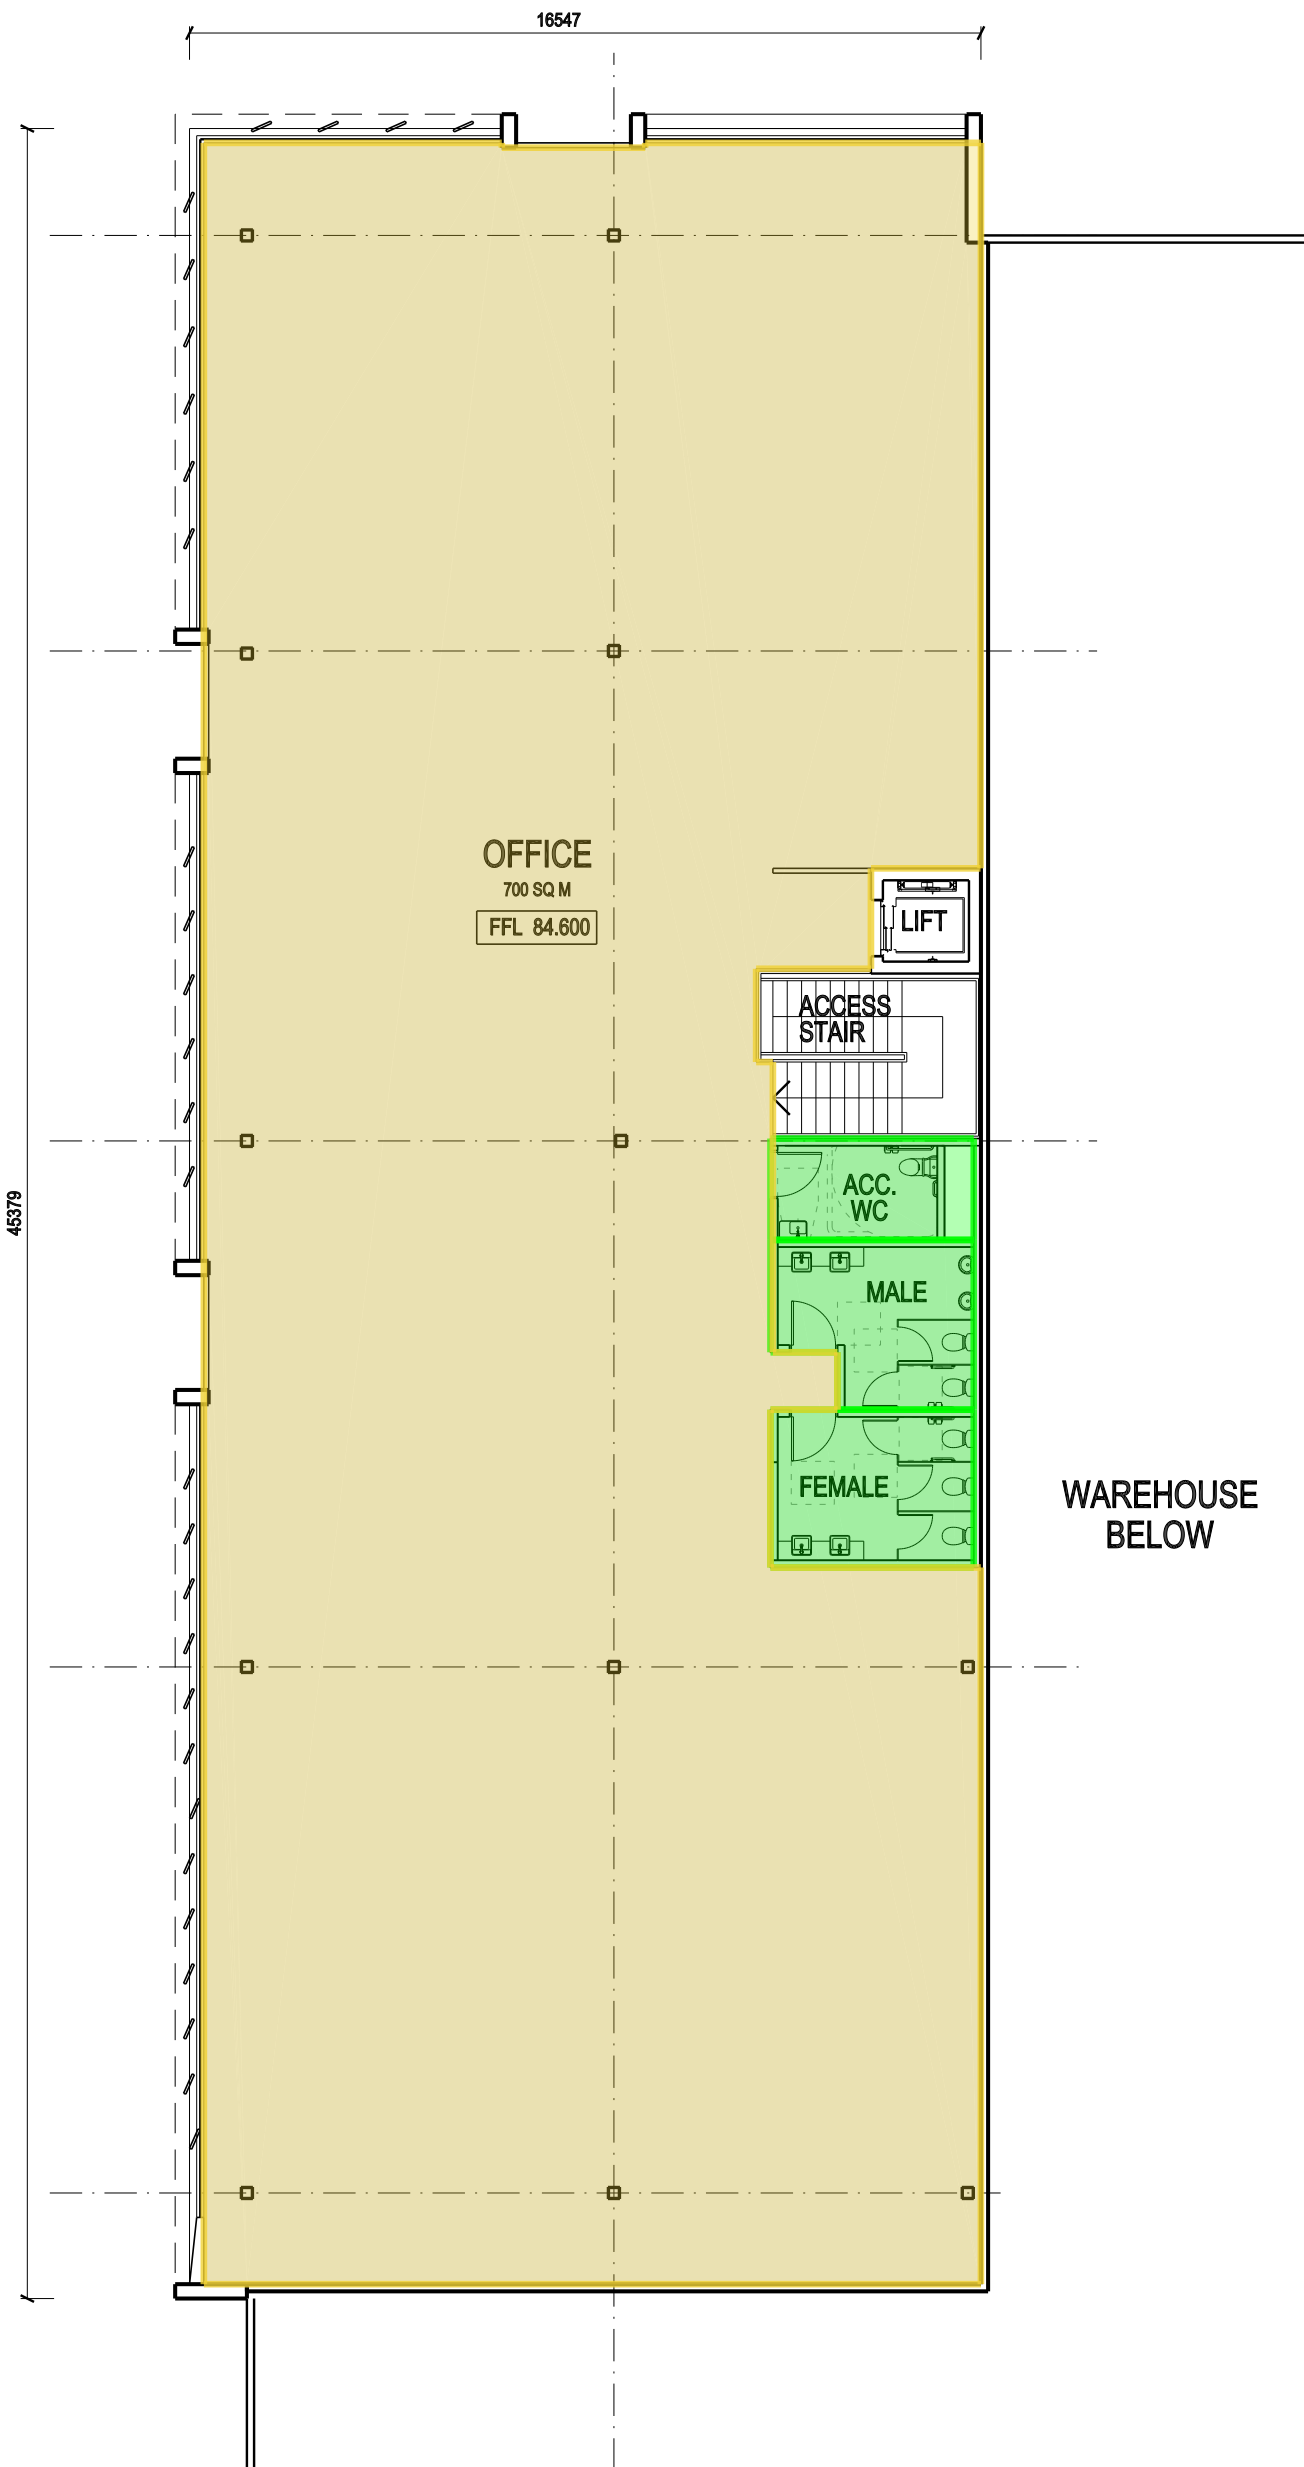 16547
45379
OFFICE
700 SQ M
FFL 84.600
LIFT
ACCESS
STAIR
ACC.
WC
MALE
FEMALE
WAREHOUSE
BELOW